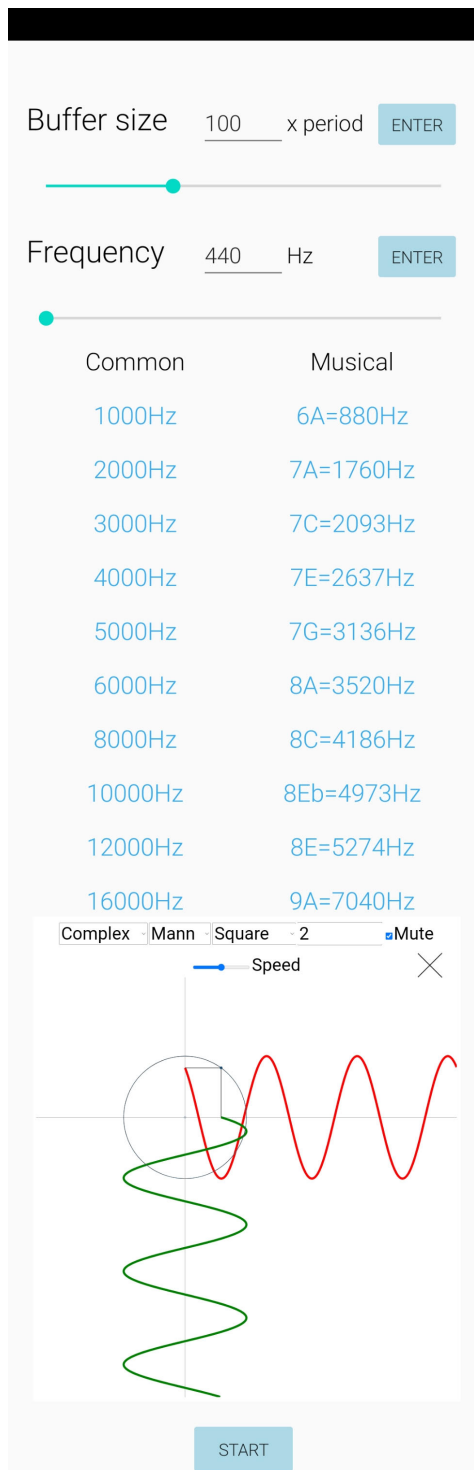 Buffer size 100 x period ENTER
Frequency 440 Hz ENTER
Common Musical
1000Hz 6A=880Hz
2000Hz 7A=1760Hz
3000Hz 7C=2093Hz
4000Hz 7E=2637Hz
5000Hz 7G=3136Hz
6000Hz 8A=3520Hz
8000Hz 8C=4186Hz
10000Hz 8Eb=4973Hz
12000Hz 8E=5274Hz
16000Hz 9A=7040Hz
Complex Mann Square 2 Mute
Speed
START